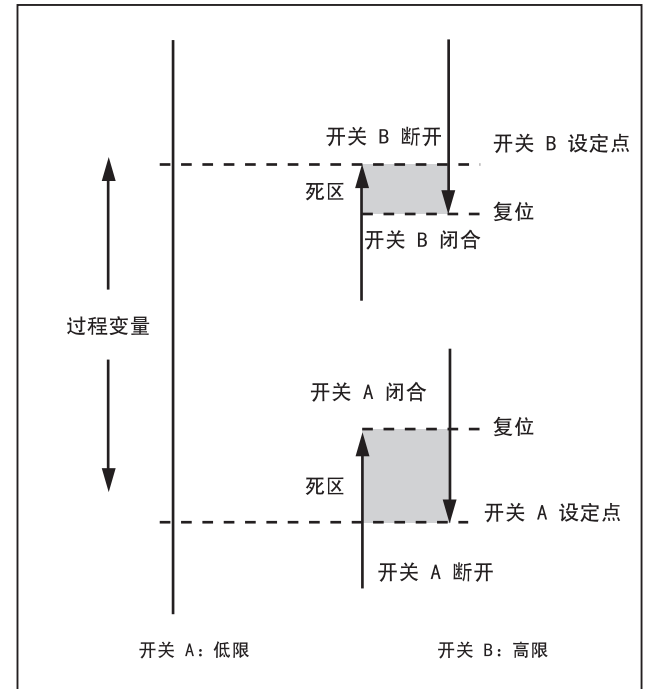 开关 B 断开
开关 B 设定点
死区
复位
开关 B 闭合
过程变量
开关 A 闭合
复位
死区
开关 A 设定点
开关 A 断开
开关 A: 低限
开关 B: 高限